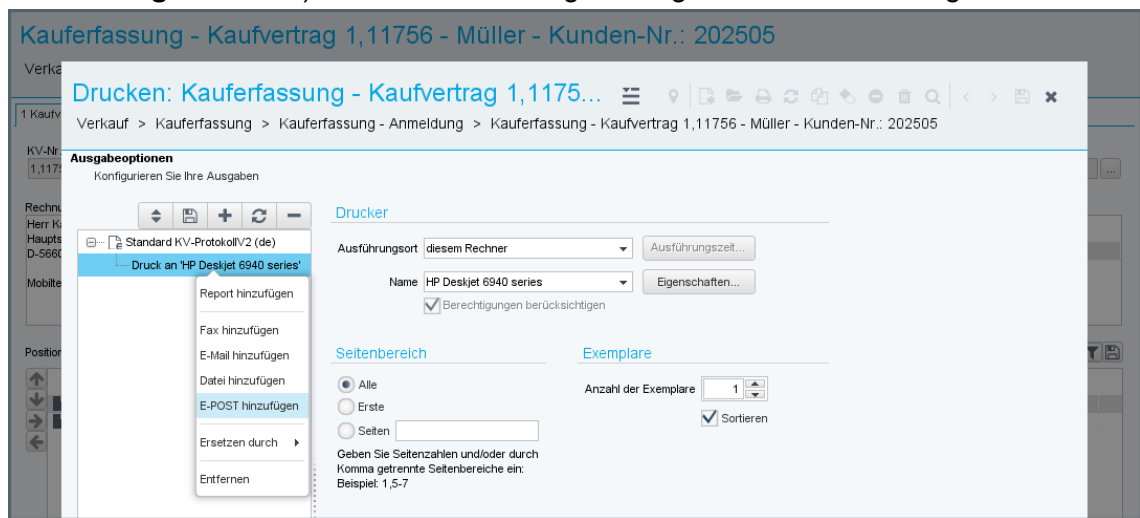 Kauferfassung - Kaufvertrag 1,11756 - Müller - Kunden-Nr.: 202505
Verka
Drucken: Kauferfassung - Kaufvertrag 1,1175...
Verkauf > Kauferfassung > Kauferfassung - Anmeldung > Kauferfassung - Kaufvertrag 1,11756 - Müller - Kunden-Nr.: 202505
1 Kaufv
KV-Nr.
1,1175
...
Rechnu
Herr K
Haupts
D-5660
Mobilte
Position
Ausgabeoptionen
Konfigurieren Sie Ihre Ausgaben
Standard KV-ProtokollV2 (de)
Druck an 'HP Deskjet 6940 series'
Report hinzufügen
Fax hinzufügen
E-Mail hinzufügen
Datei hinzufügen
E-POST hinzufügen
Ersetzen durch
Entfernen
Drucker
Ausführungsort diesem Rechner Ausführungszeit...
Name HP Deskjet 6940 series Eigenschaften...
Berechtigungen berücksichtigen
Seitenbereich
Alle
Erste
Seiten
Geben Sie Seitenzahlen und/oder durch
Komma getrennte Seitenbereiche ein:
Beispiel: 1,5-7
Exemplare
Anzahl der Exemplare 1
Sortieren